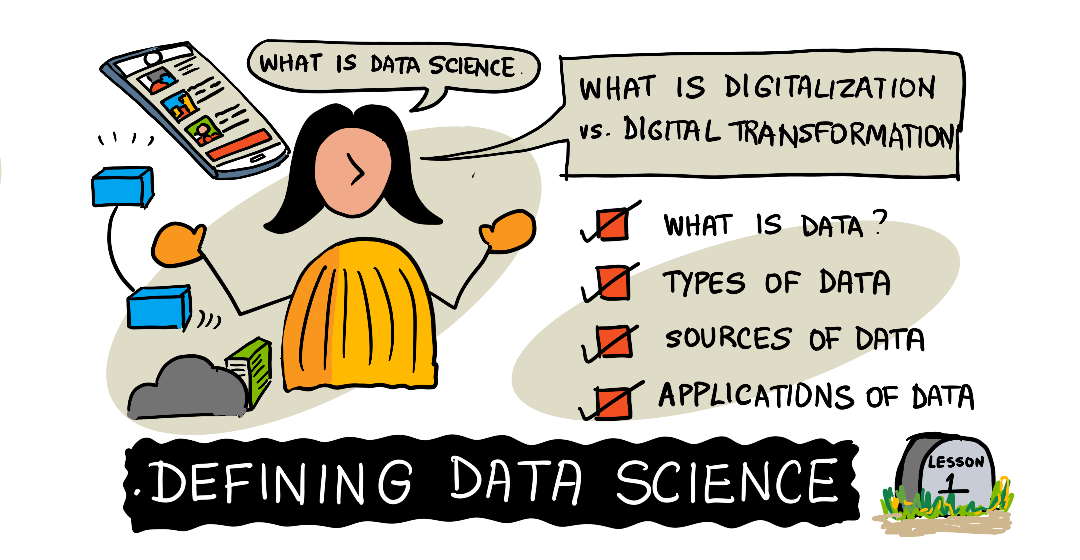 WHAT IS DATA SCIENCE.
WHAT IS DIGITALIZATION
vs. DIGITAL TRANSFORMATION
WHAT IS DATA?
TYPES OF DATA
SOURCES OF DATA
APPLICATIONS OF DATA
.DEFINING DATA SCIENCE
LESSON
1